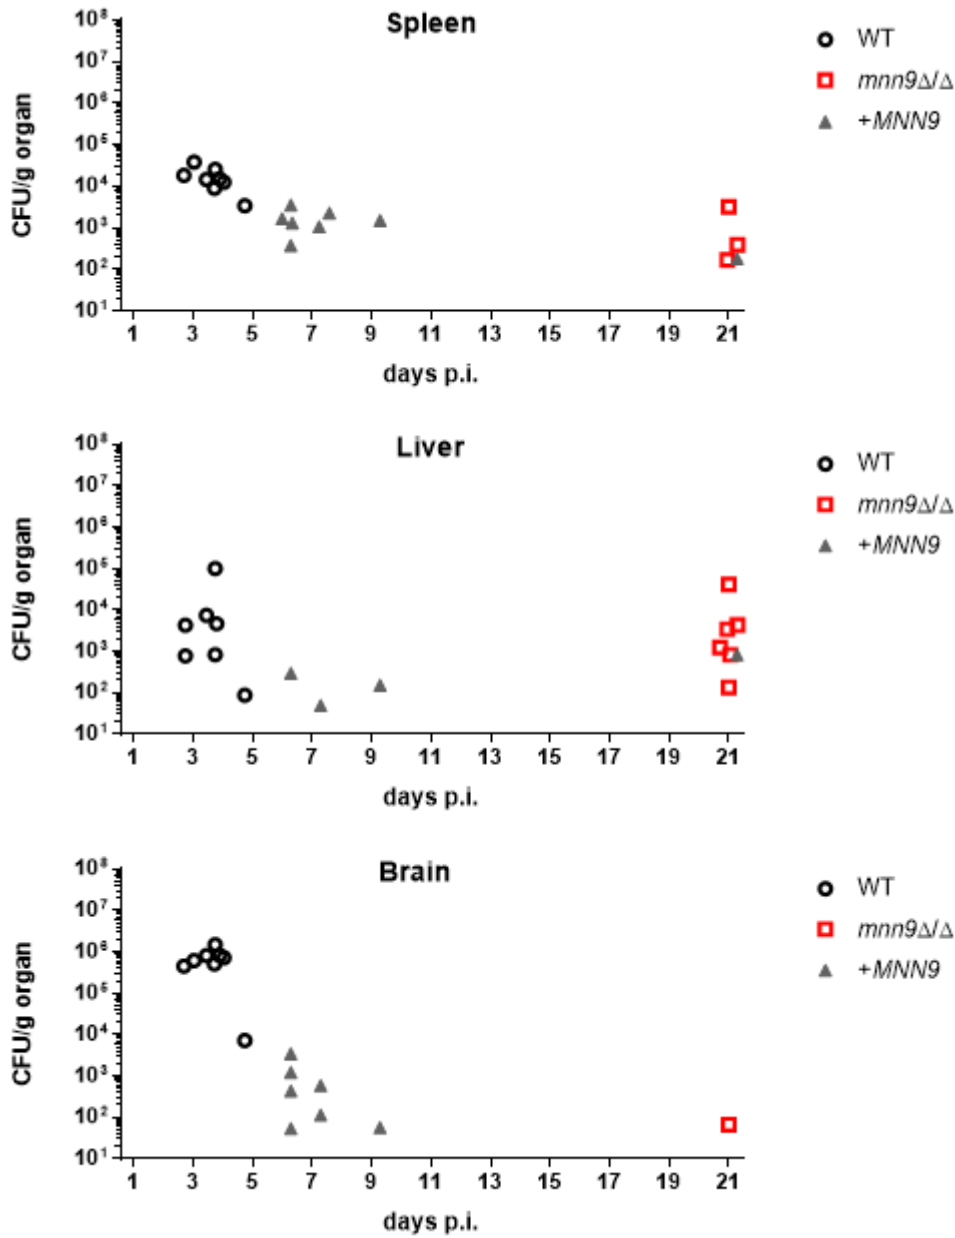 Spleen
CFU/g organ
10⁸
10⁷
10⁶
10⁵
10⁴
10³
10²
10¹
1 3 5 7 9 11 13 15 17 19 21
days p.i.
WT
mnn9Δ/Δ
+MNN9
Liver
CFU/g organ
10⁸
10⁷
10⁶
10⁵
10⁴
10³
10²
10¹
1 3 5 7 9 11 13 15 17 19 21
days p.i.
WT
mnn9Δ/Δ
+MNN9
Brain
CFU/g organ
10⁸
10⁷
10⁶
10⁵
10⁴
10³
10²
10¹
1 3 5 7 9 11 13 15 17 19 21
days p.i.
WT
mnn9Δ/Δ
+MNN9